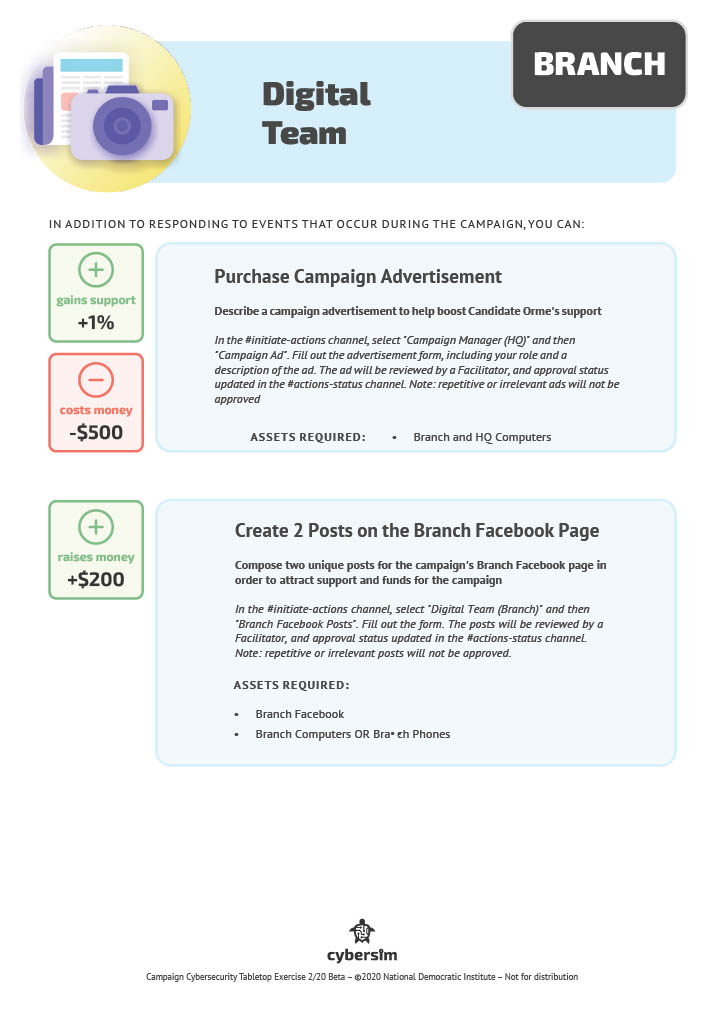 BRANCH
Digital
Team
IN ADDITION TO RESPONDING TO EVENTS THAT OCCUR DURING THE CAMPAIGN, YOU CAN:
gains support
+1%
costs money
-$500
Purchase Campaign Advertisement
Describe a campaign advertisement to help boost Candidate Orme's support
In the #initiate-actions channel, select "Campaign Manager (HQ)" and then
"Campaign Ad". Fill out the advertisement form, including your role and a
description of the ad. The ad will be reviewed by a Facilitator, and approval status
updated in the #actions-status channel. Note: repetitive or irrelevant ads will not be
approved
ASSETS REQUIRED: • Branch and HQ Computers
raises money
+$200
Create 2 Posts on the Branch Facebook Page
Compose two unique posts for the campaign's Branch Facebook page in
order to attract support and funds for the campaign
In the #initiate-actions channel, select "Digital Team (Branch)" and then
"Branch Facebook Posts". Fill out the form. The posts will be reviewed by a
Facilitator, and approval status updated in the #actions-status channel.
Note: repetitive or irrelevant posts will not be approved.
ASSETS REQUIRED:
• Branch Facebook
• Branch Computers OR Branch Phones
cybersim
Campaign Cybersecurity Tabletop Exercise 2/20 Beta – ©2020 National Democratic Institute – Not for distribution